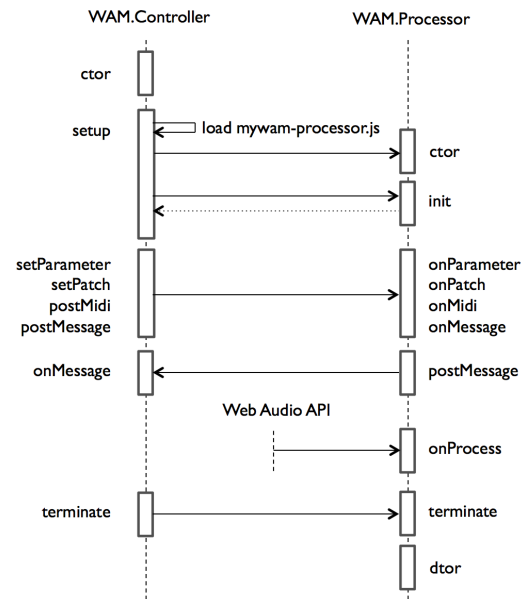 WAM.Controller
WAM.Processor
ctor
setup
load mywam-processor.js
ctor
init
setParameter
setPatch
postMidi
postMessage
onParameter
onPatch
onMidi
onMessage
onMessage
postMessage
Web Audio API
onProcess
terminate
terminate
dtor